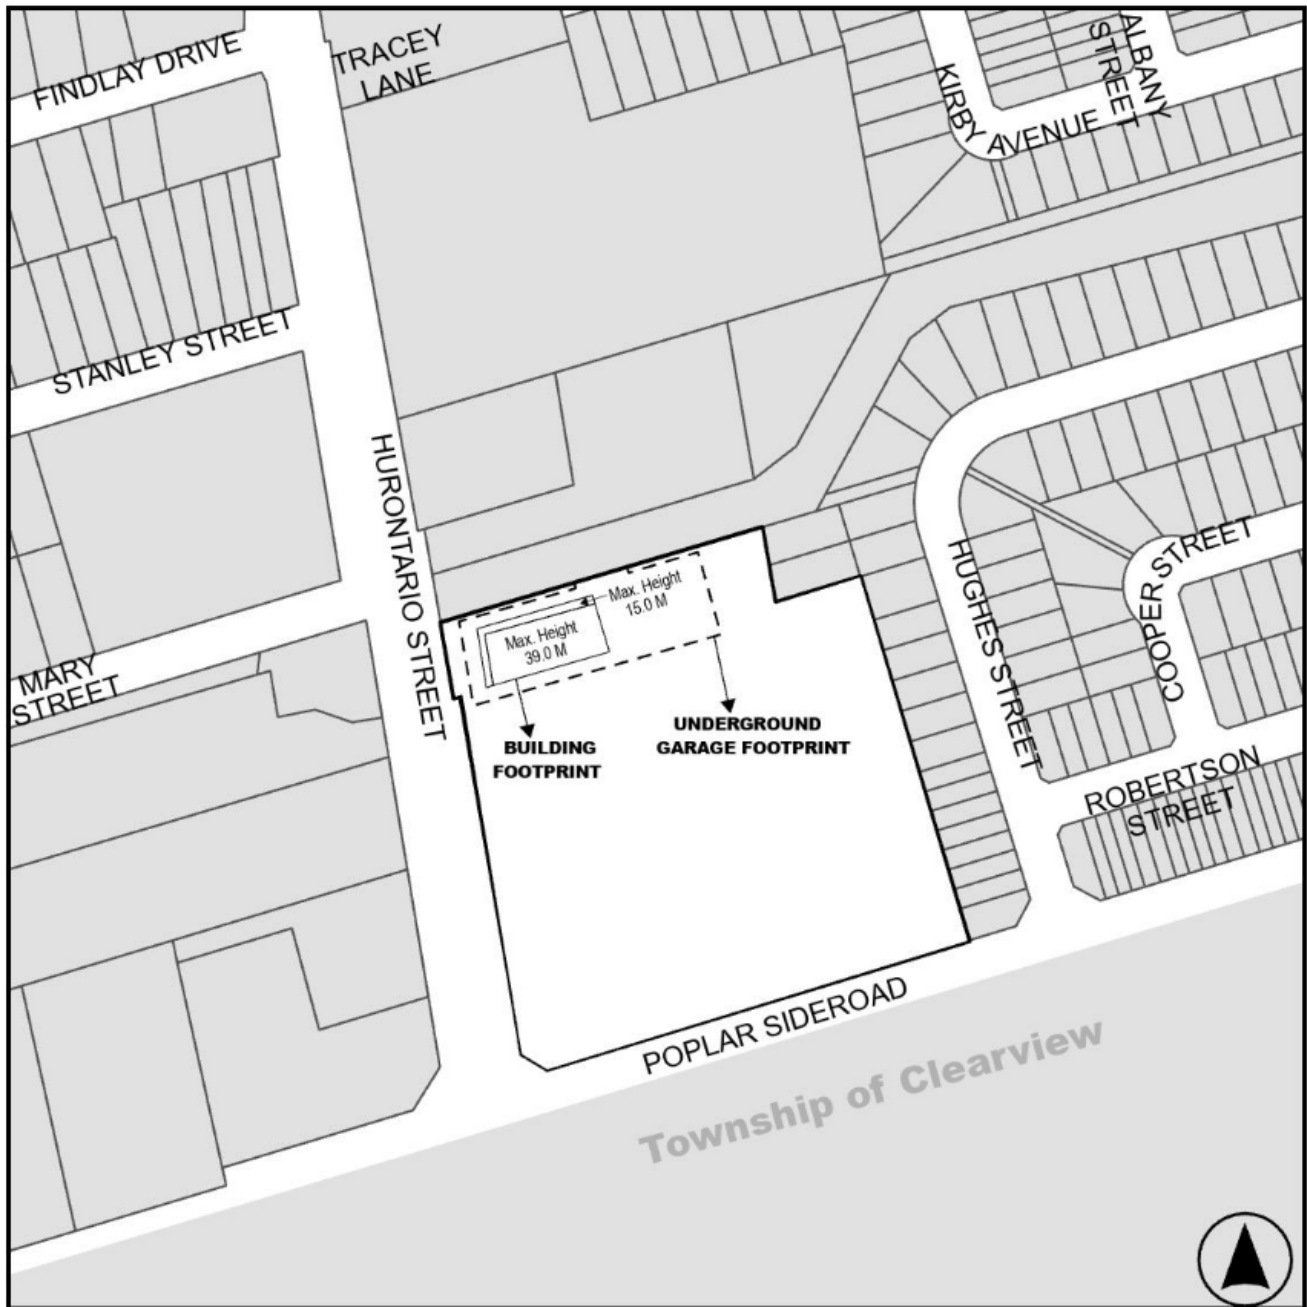 FINDLAY DRIVE
TRACEY
LANE
ALBANY
STREET
KIRBY AVENUE
STANLEY STREET
HURONTARIO STREET
MARY
STREET
Max. Height
15.0 M
Max. Height
39.0 M
BUILDING
FOOTPRINT
UNDERGROUND
GARAGE FOOTPRINT
HUGHES STREET
COOPER STREET
ROBERTSON
STREET
POPLAR SIDEROAD
Township of Clearview